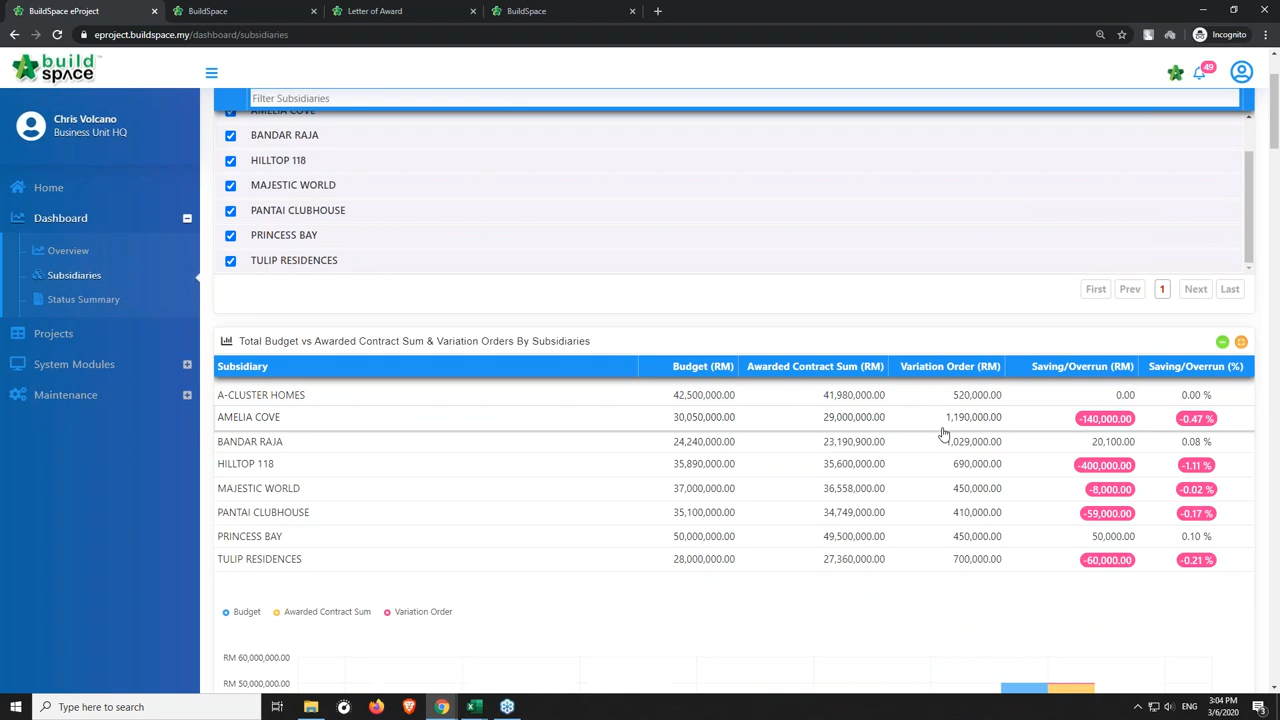 BuildSpace eProject
BuildSpace
Letter of Award
BuildSpace
eproject.buildspace.my/dashboard/subsidiaries
Incognito
build
space
49
Chris Volcano
Business Unit HQ
Home
Dashboard
Overview
Subsidiaries
Status Summary
Projects
System Modules
Maintenance
Filter Subsidiaries
AMELIA COVE
BANDAR RAJA
HILLTOP 118
MAJESTIC WORLD
PANTAI CLUBHOUSE
PRINCESS BAY
TULIP RESIDENCES
First Prev 1 Next Last
Total Budget vs Awarded Contract Sum & Variation Orders By Subsidiaries
Subsidiary Budget (RM) Awarded Contract Sum (RM) Variation Order (RM) Saving/Overrun (RM) Saving/Overrun (%)
A-CLUSTER HOMES 42,500,000.00 41,980,000.00 520,000.00 0.00 0.00 %
AMELIA COVE 30,050,000.00 29,000,000.00 1,190,000.00 -140,000.00 -0.47 %
BANDAR RAJA 24,240,000.00 23,190,900.00 ,029,000.00 20,100.00 0.08 %
HILLTOP 118 35,890,000.00 35,600,000.00 690,000.00 -400,000.00 -1.11 %
MAJESTIC WORLD 37,000,000.00 36,558,000.00 450,000.00 -8,000.00 -0.02 %
PANTAI CLUBHOUSE 35,100,000.00 34,749,000.00 410,000.00 -59,000.00 -0.17 %
PRINCESS BAY 50,000,000.00 49,500,000.00 450,000.00 50,000.00 0.10 %
TULIP RESIDENCES 28,000,000.00 27,360,000.00 700,000.00 -60,000.00 -0.21 %
Budget Awarded Contract Sum Variation Order
RM 60,000,000.00
RM 50,000,000.00
Type here to search
ENG
3:04 PM
3/6/2020